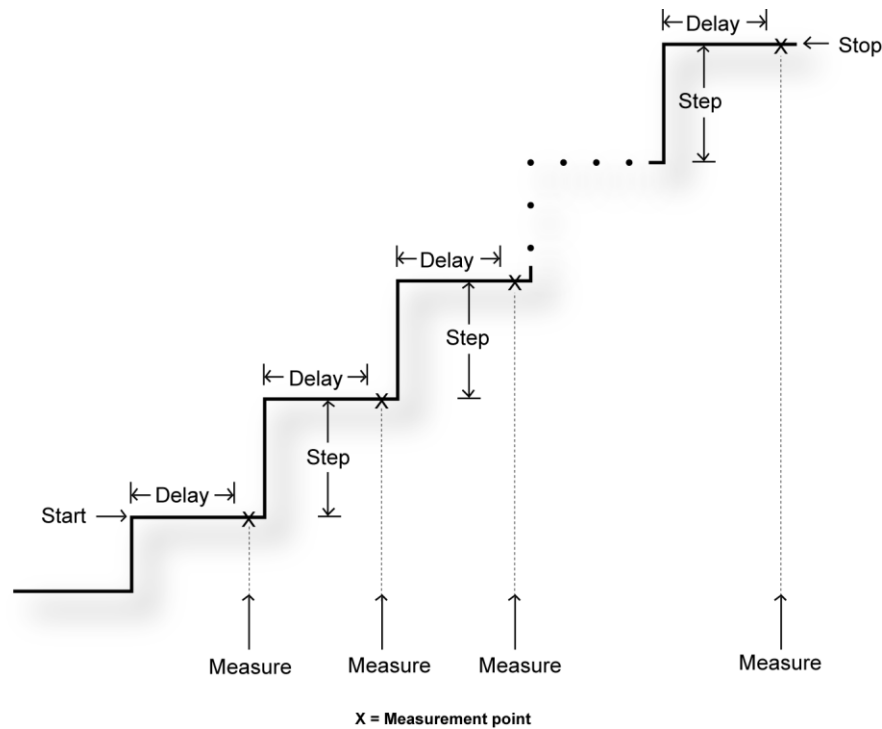 Delay
Stop
Step
Delay
Step
Delay
Step
Delay
Start
Measure
Measure
Measure
Measure
X = Measurement point